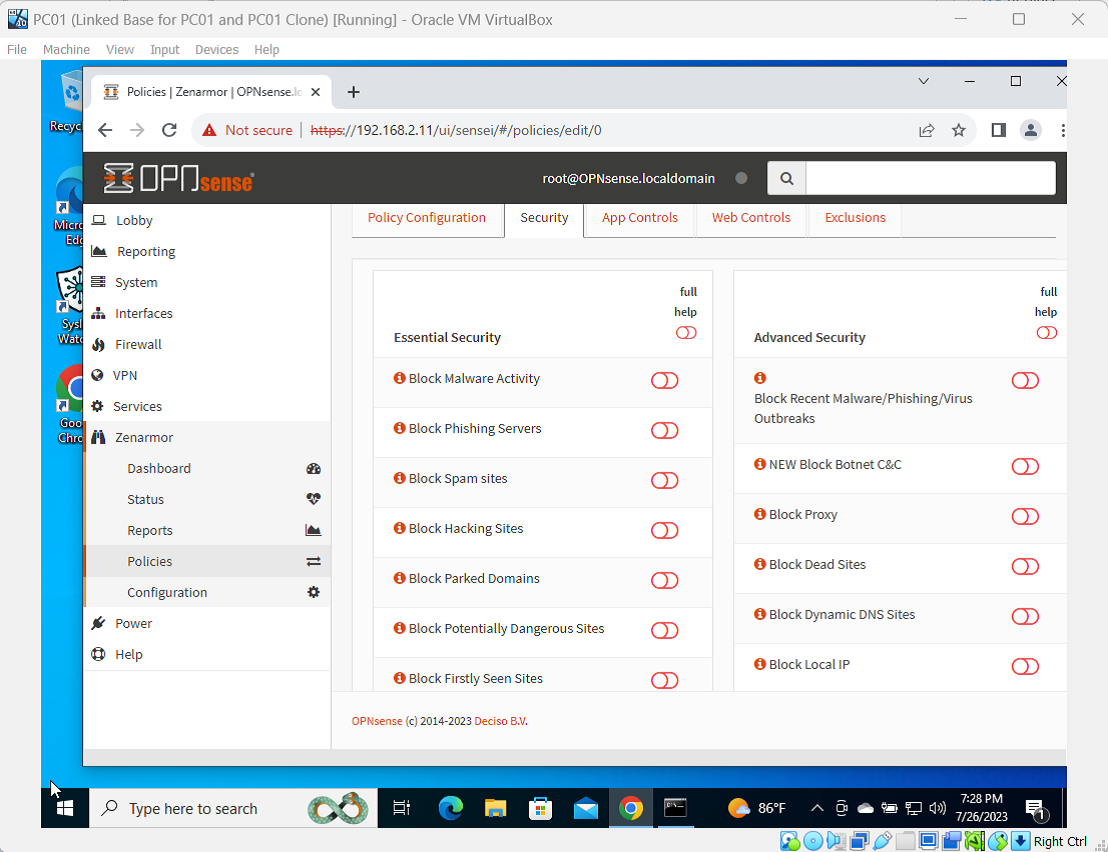 PC01 (Linked Base for PC01 and PC01 Clone) [Running] - Oracle VM VirtualBox
File Machine View Input Devices Help
Policies | Zenarmor | OPNsense.lo
Not secure https://192.168.2.11/ui/sensei/#/policies/edit/0
OPNsense
root@OPNsense.localdomain
Lobby
Reporting
System
Interfaces
Firewall
VPN
Services
Zenarmor
Dashboard
Status
Reports
Policies
Configuration
Power
Help
Policy Configuration Security App Controls Web Controls Exclusions
full
help
Essential Security
Block Malware Activity
Block Phishing Servers
Block Spam sites
Block Hacking Sites
Block Parked Domains
Block Potentially Dangerous Sites
Block Firstly Seen Sites
full
help
Advanced Security
Block Recent Malware/Phishing/Virus
Outbreaks
NEW Block Botnet C&C
Block Proxy
Block Dead Sites
Block Dynamic DNS Sites
Block Local IP
OPNsense (c) 2014-2023 Deciso B.V.
Recyc
Micro
Edg
Sysl
Wat
Goo
Chro
Type here to search
86°F
7:28 PM
7/26/2023
1
Right Ctrl